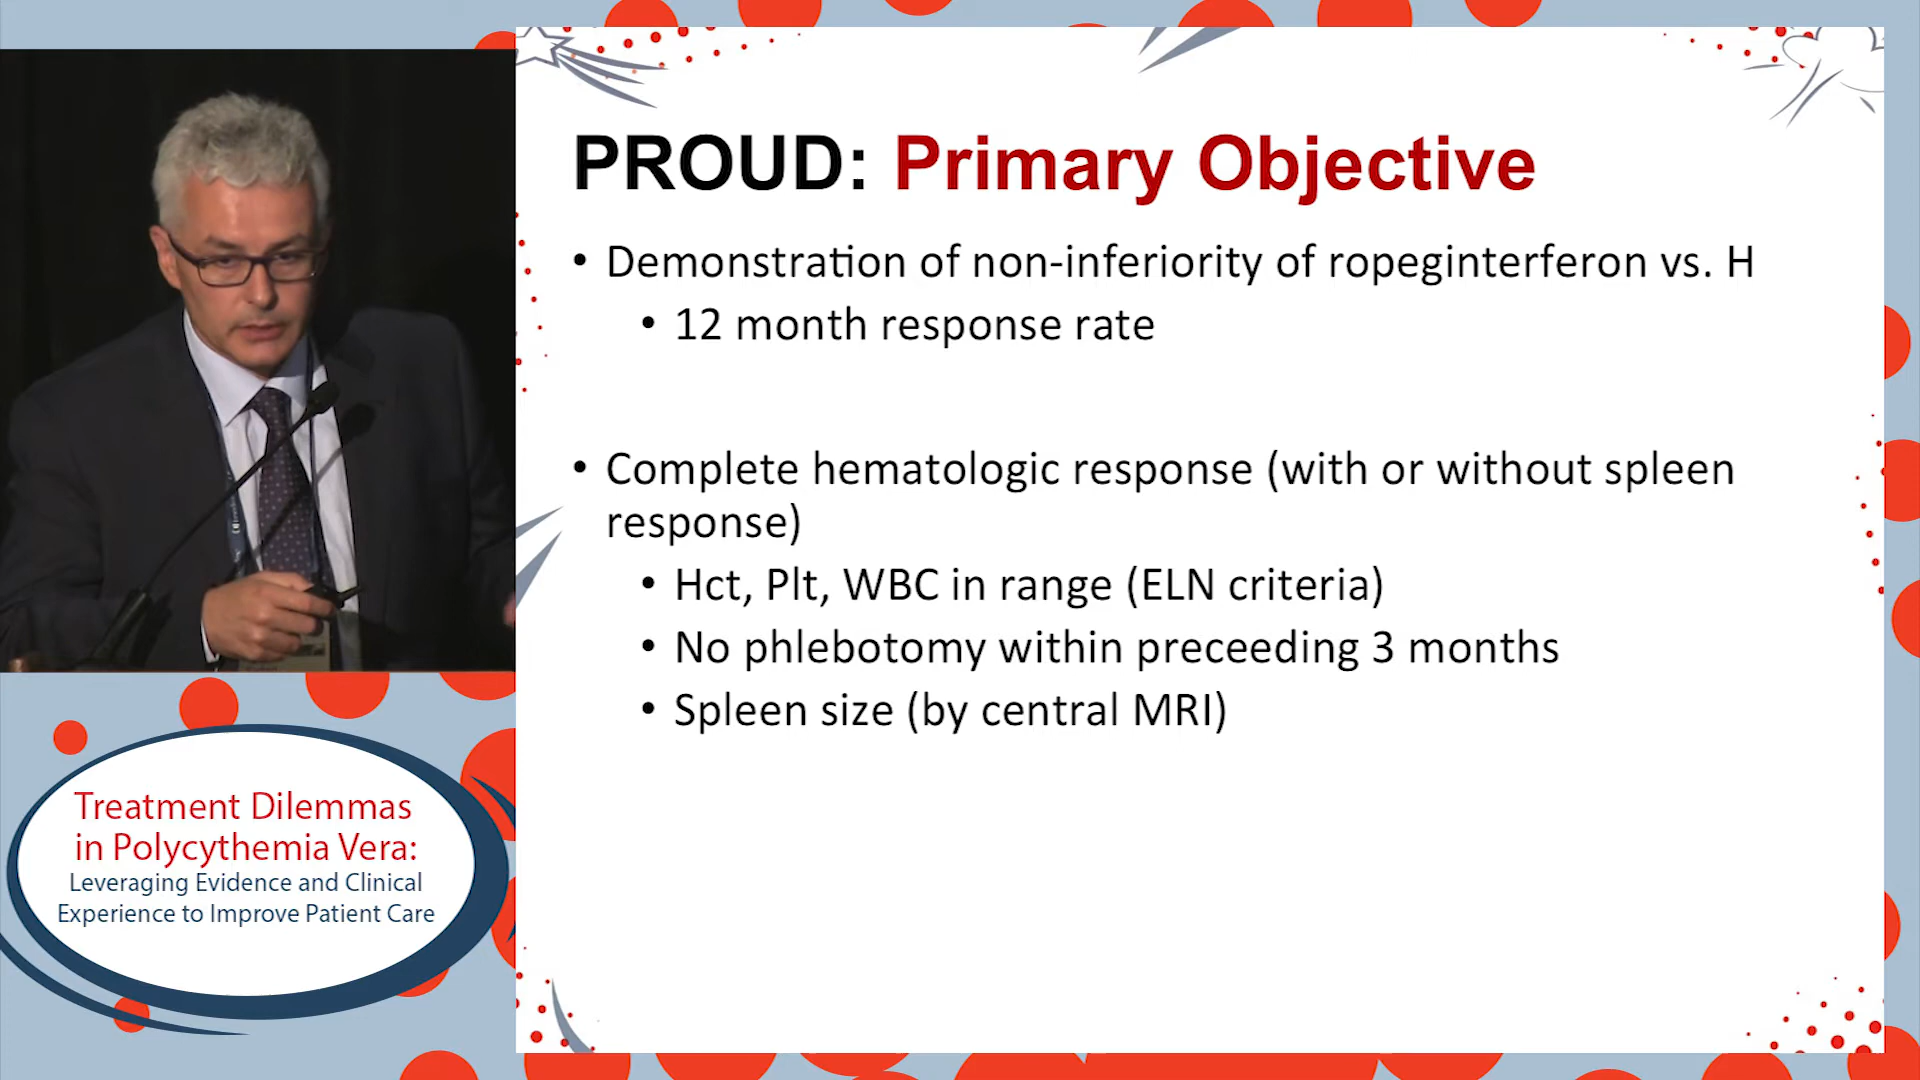 PROUD: Primary Objective
• Demonstration of non-inferiority of ropeginterferon vs. H
• 12 month response rate
• Complete hematologic response (with or without spleen
response)
• Hct, Plt, WBC in range (ELN criteria)
• No phlebotomy within preceeding 3 months
• Spleen size (by central MRI)
Treatment Dilemmas
in Polycythemia Vera:
Leveraging Evidence and Clinical
Experience to Improve Patient Care